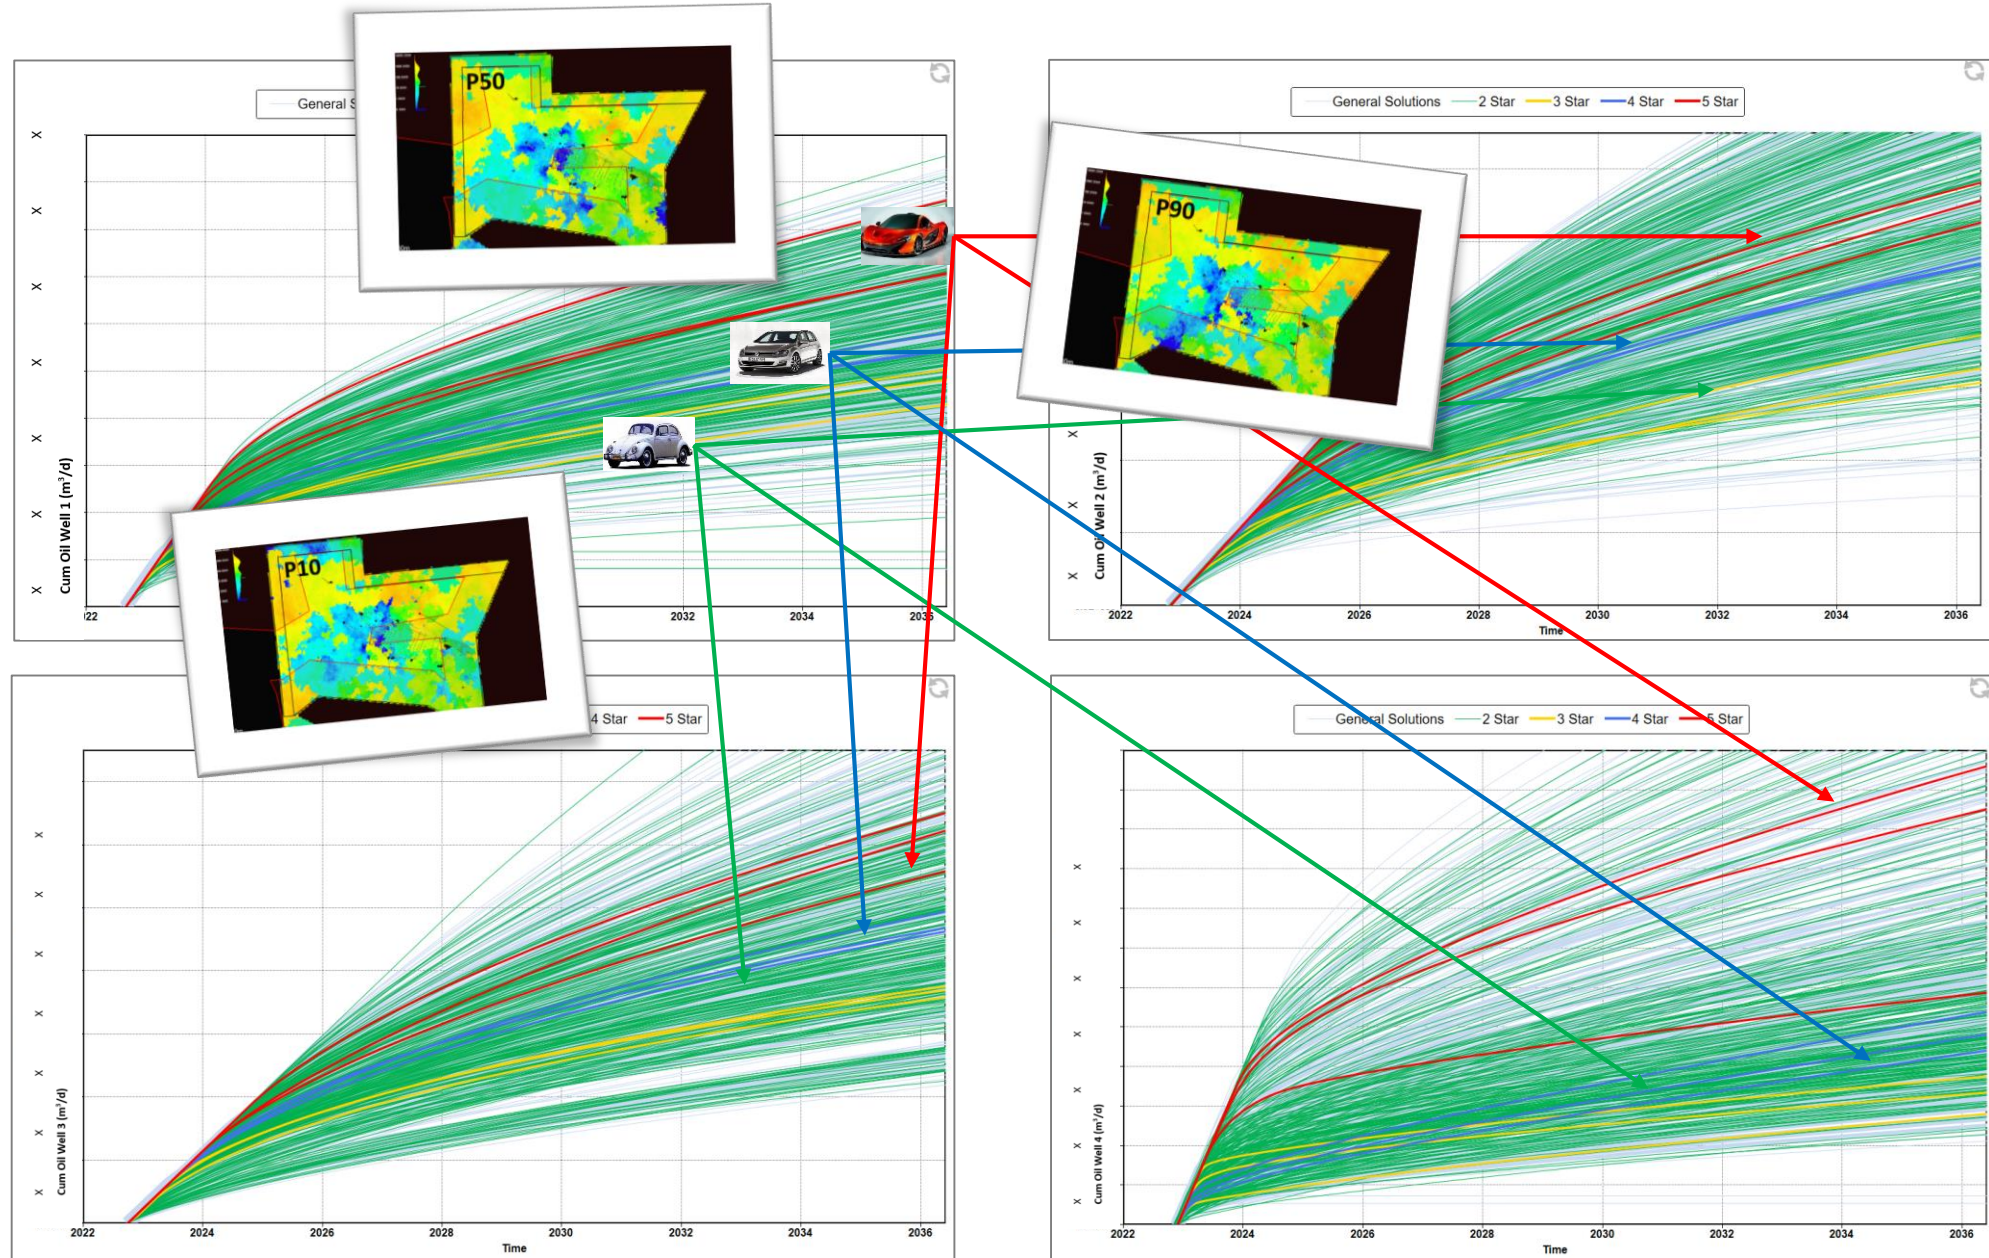 P50
General S
X
X
X
X
X
X
X
Cum Oil Well 1 (m³/d)
22
2032
2034
2036
General Solutions 2 Star 3 Star 4 Star 5 Star
P90
X
X
X
Cum Oil Well 2 (m³/d)
2022
2024
2026
2028
2030
2032
2034
2036
Time
P10
4 Star 5 Star
X
X
X
X
X
X
X
Cum Oil Well 3 (m³/d)
2022
2024
2026
2028
2030
2032
2034
2036
Time
General Solutions 2 Star 3 Star 4 Star 5 Star
X
X
X
X
X
X
X
Cum Oil Well 4 (m³/d)
2022
2024
2026
2028
2030
2032
2034
2036
Time